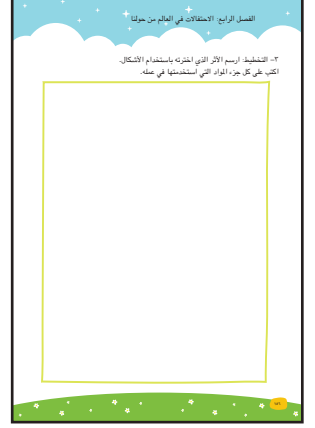 الفصل الرابع: الاحتفالات في العالم من حولنا
٣- التخطيط: ارسم الأثر الذي اخترته باستخدام الأشكال.
اكتب على كل جزء المواد التي استخدمتها في عمله.